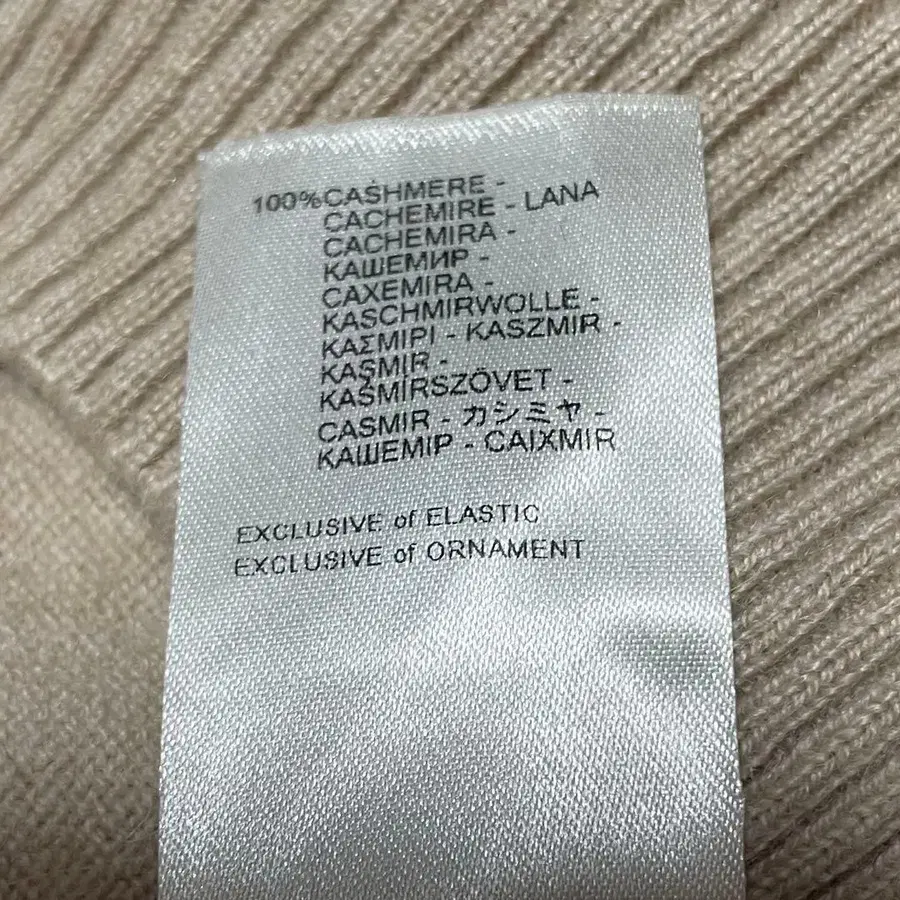 100%CASHMERE -
CACHEMIRE - LANA
CACHEMIRA -
КАШЕМИР -
CAXEMIRA -
KASCHMIRWOLLE -
ΚΑΣΜΙΡΙ - KASZMIR -
KAŞMIR -
KAŠMÍRSZÖVET -
CASMIR - カシミヤ -
КАШЕМІР - CAIXMIR
EXCLUSIVE of ELASTIC
EXCLUSIVE of ORNAMENT